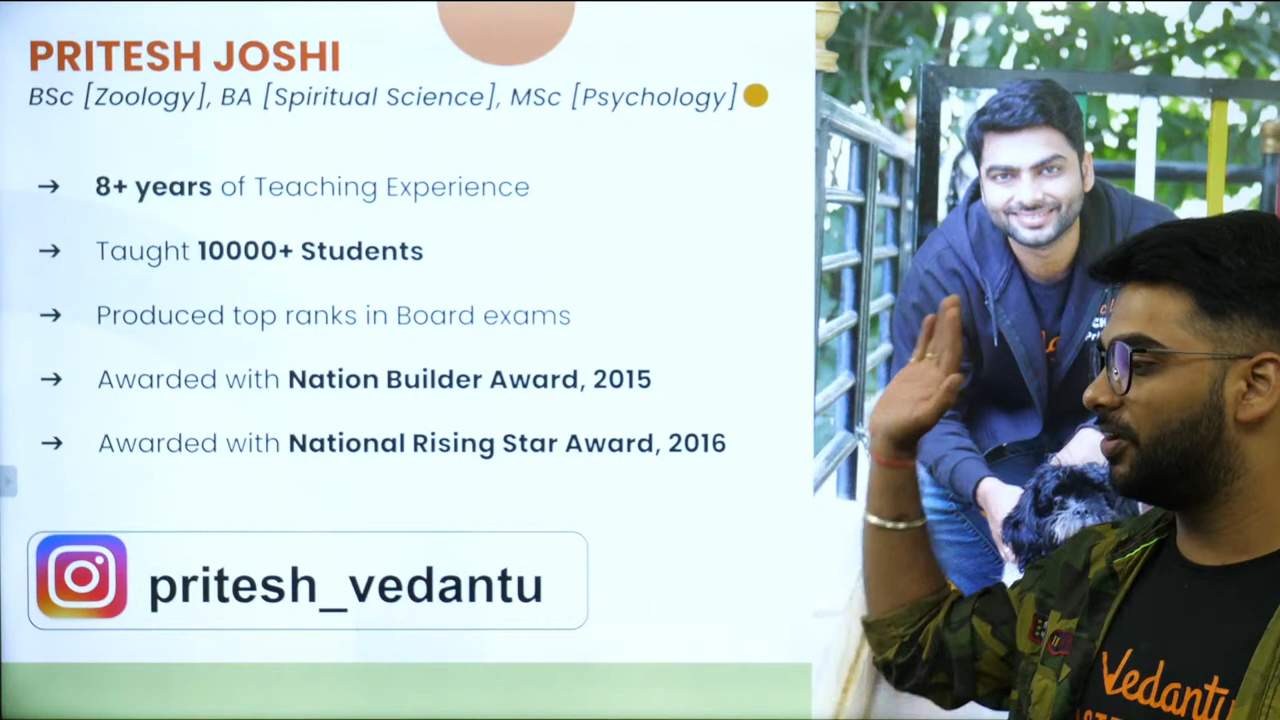 PRITESH JOSHI
BSc [Zoology], BA [Spiritual Science], MSc [Psychology]
→ 8+ years of Teaching Experience
→ Taught 10000+ Students
→ Produced top ranks in Board exams
→ Awarded with Nation Builder Award, 2015
→ Awarded with National Rising Star Award, 2016
pritesh_vedantu
Vedantu